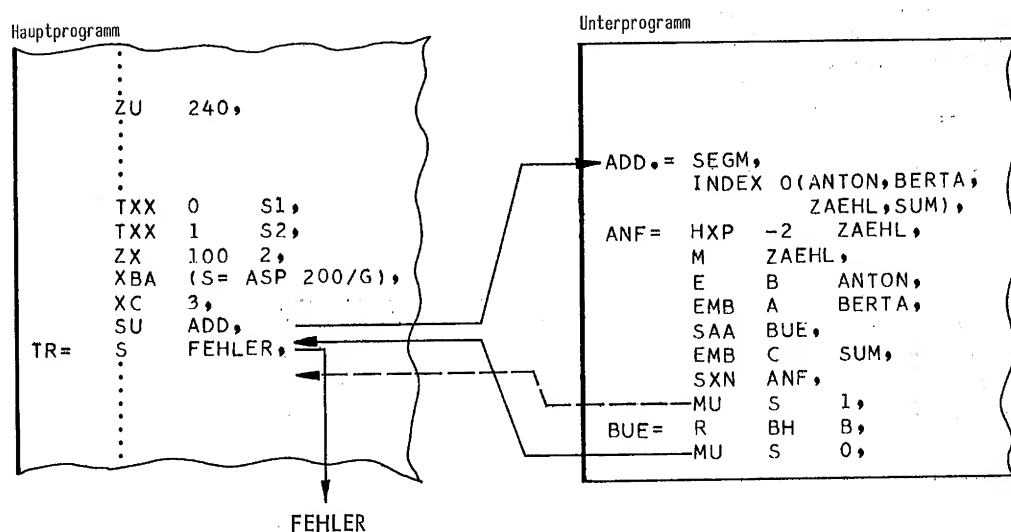 Hauptprogramm
ZU 240,
TXX 0 S1,
TXX 1 S2,
ZX 100 2,
XBA (S= ASP 200/G),
XC 3,
SU ADD,
TR= S FEHLER,
FEHLER
Unterprogramm
ADD.= SEGM,
INDEX 0(ANTON,BERTA,
ZAEHL,SUM),
ANF= HXP -2 ZAEHL,
M ZAEHL,
E B ANTON,
EMB A BERTA,
SAA BUE,
EMB C SUM,
SXN ANF,
MU S 1,
BUE= R BH B,
MU S 0,